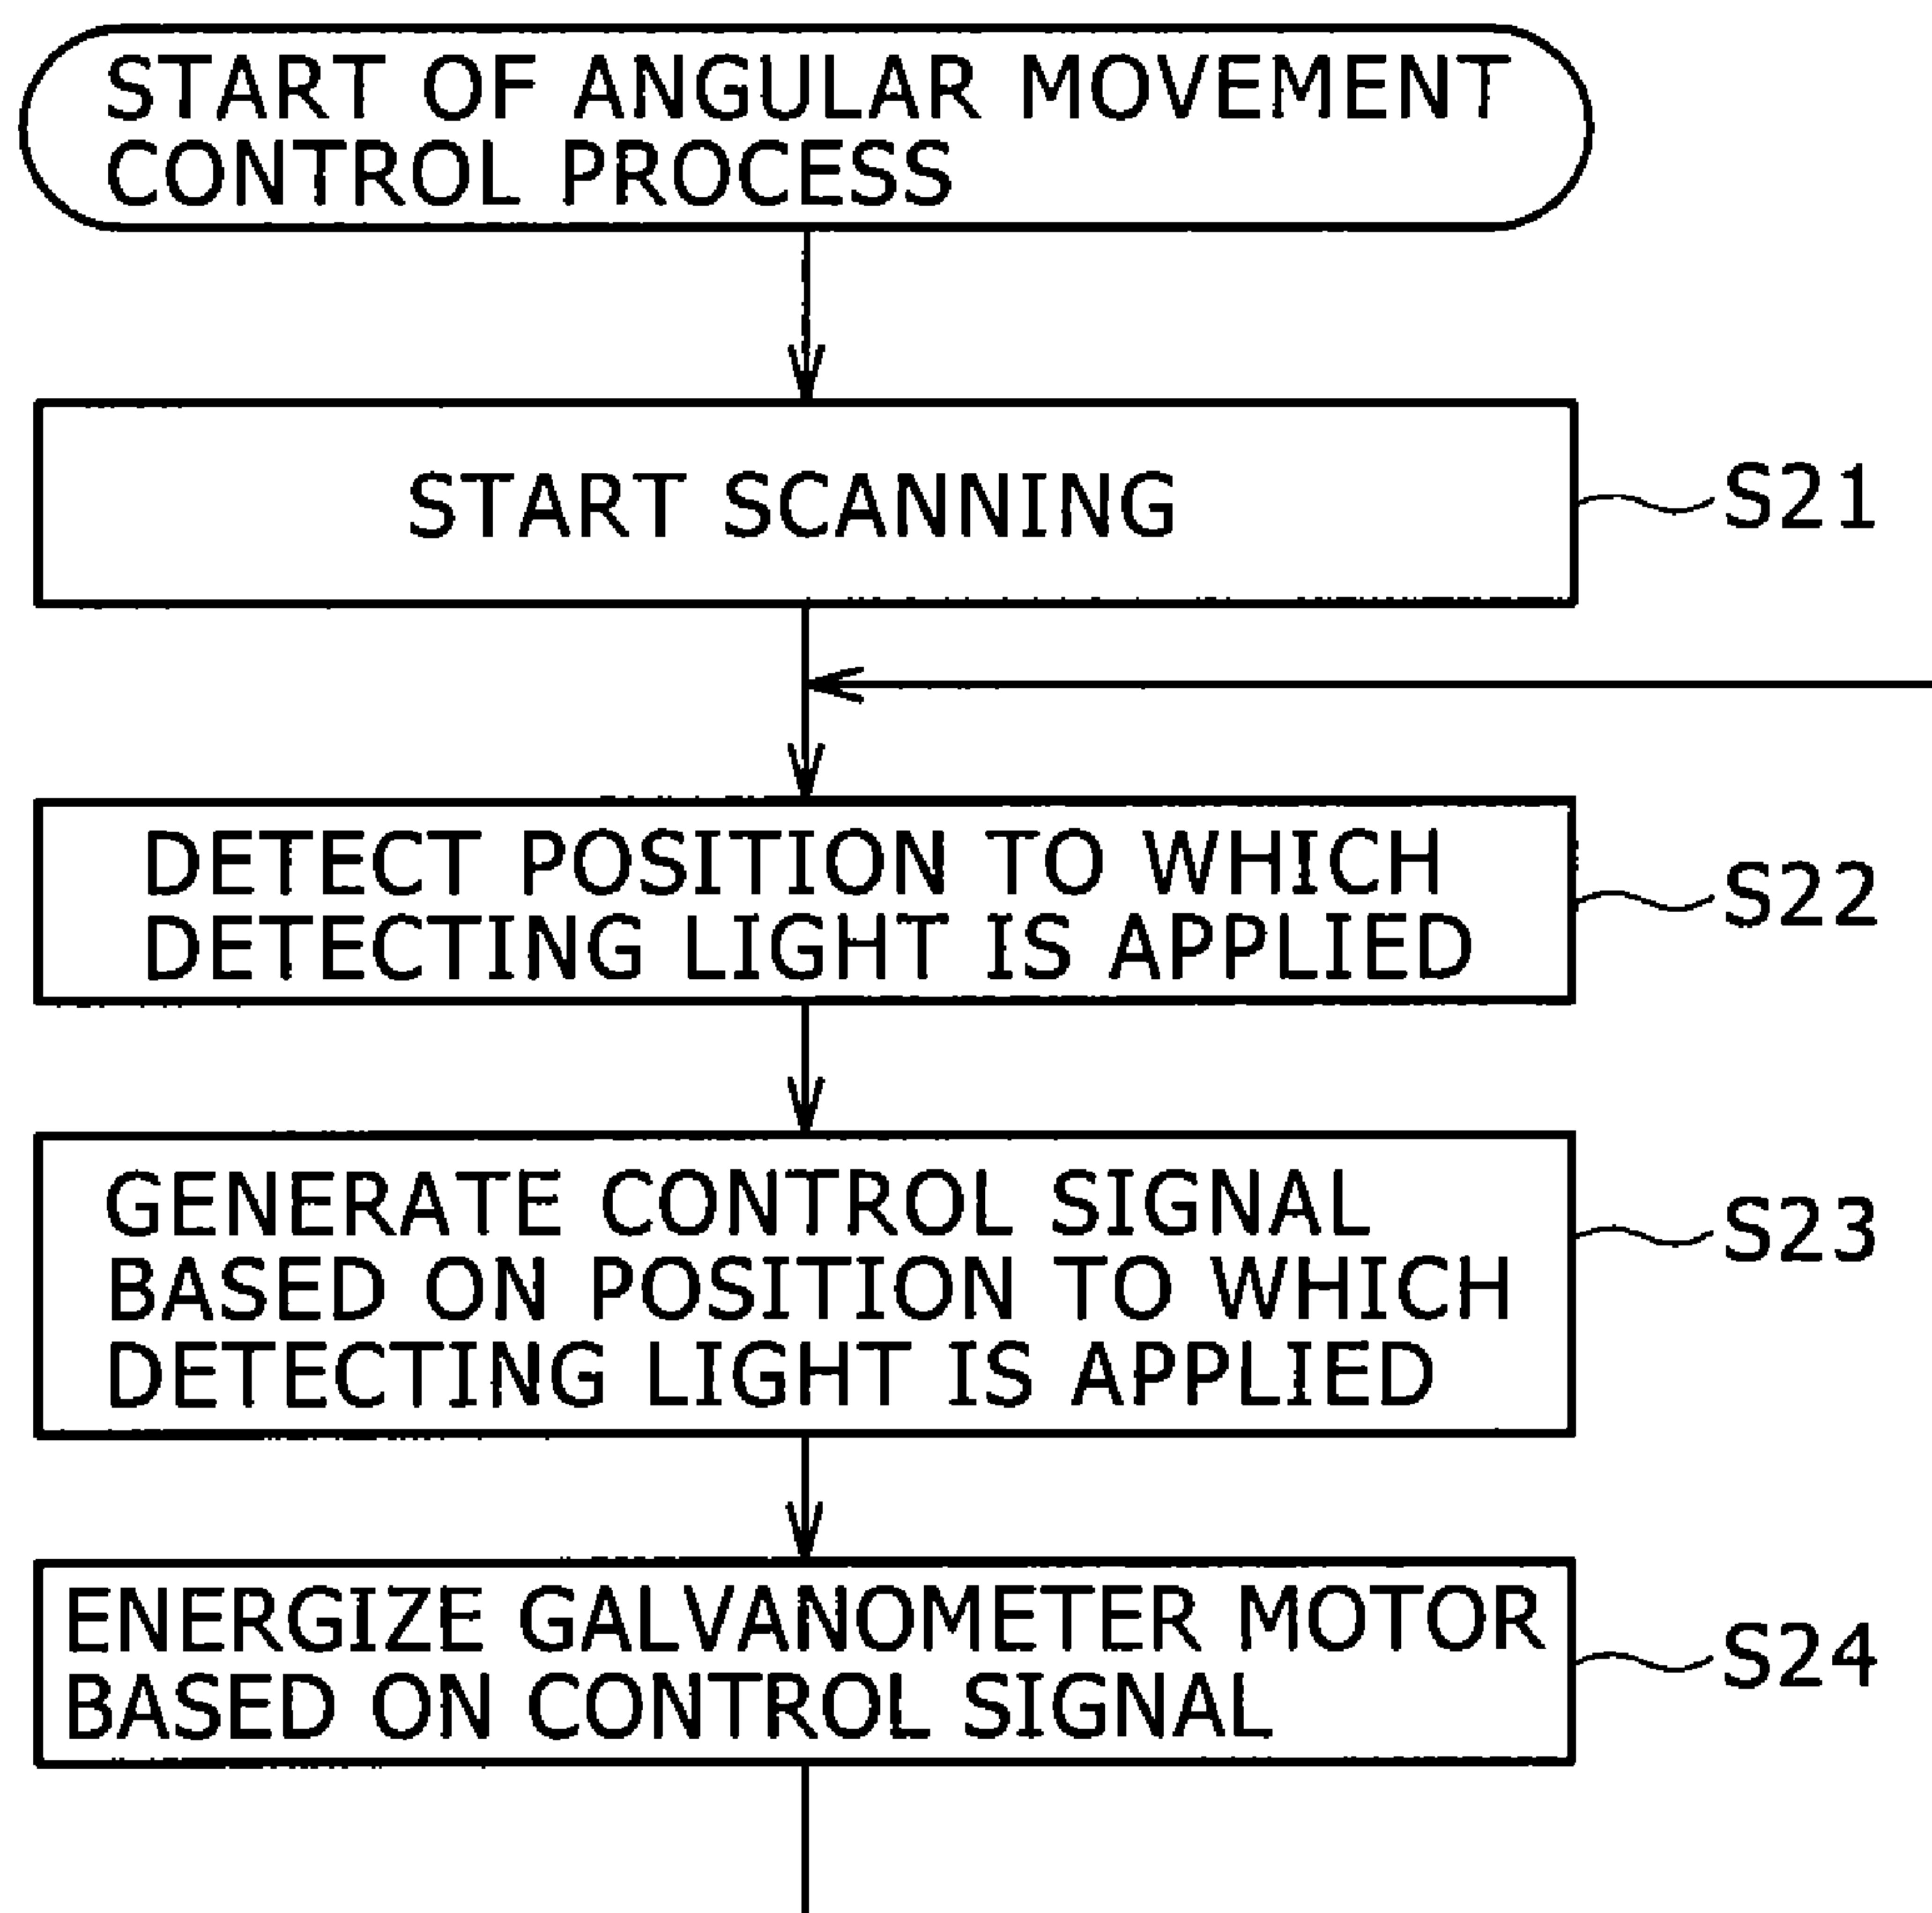 START OF ANGULAR MOVEMENT
CONTROL PROCESS
START SCANNING
S21
DETECT POSITION TO WHICH
DETECTING LIGHT IS APPLIED
S22
GENERATE CONTROL SIGNAL
BASED ON POSITION TO WHICH
DETECTING LIGHT IS APPLIED
S23
ENERGIZE GALVANOMETER MOTOR
BASED ON CONTROL SIGNAL
S24